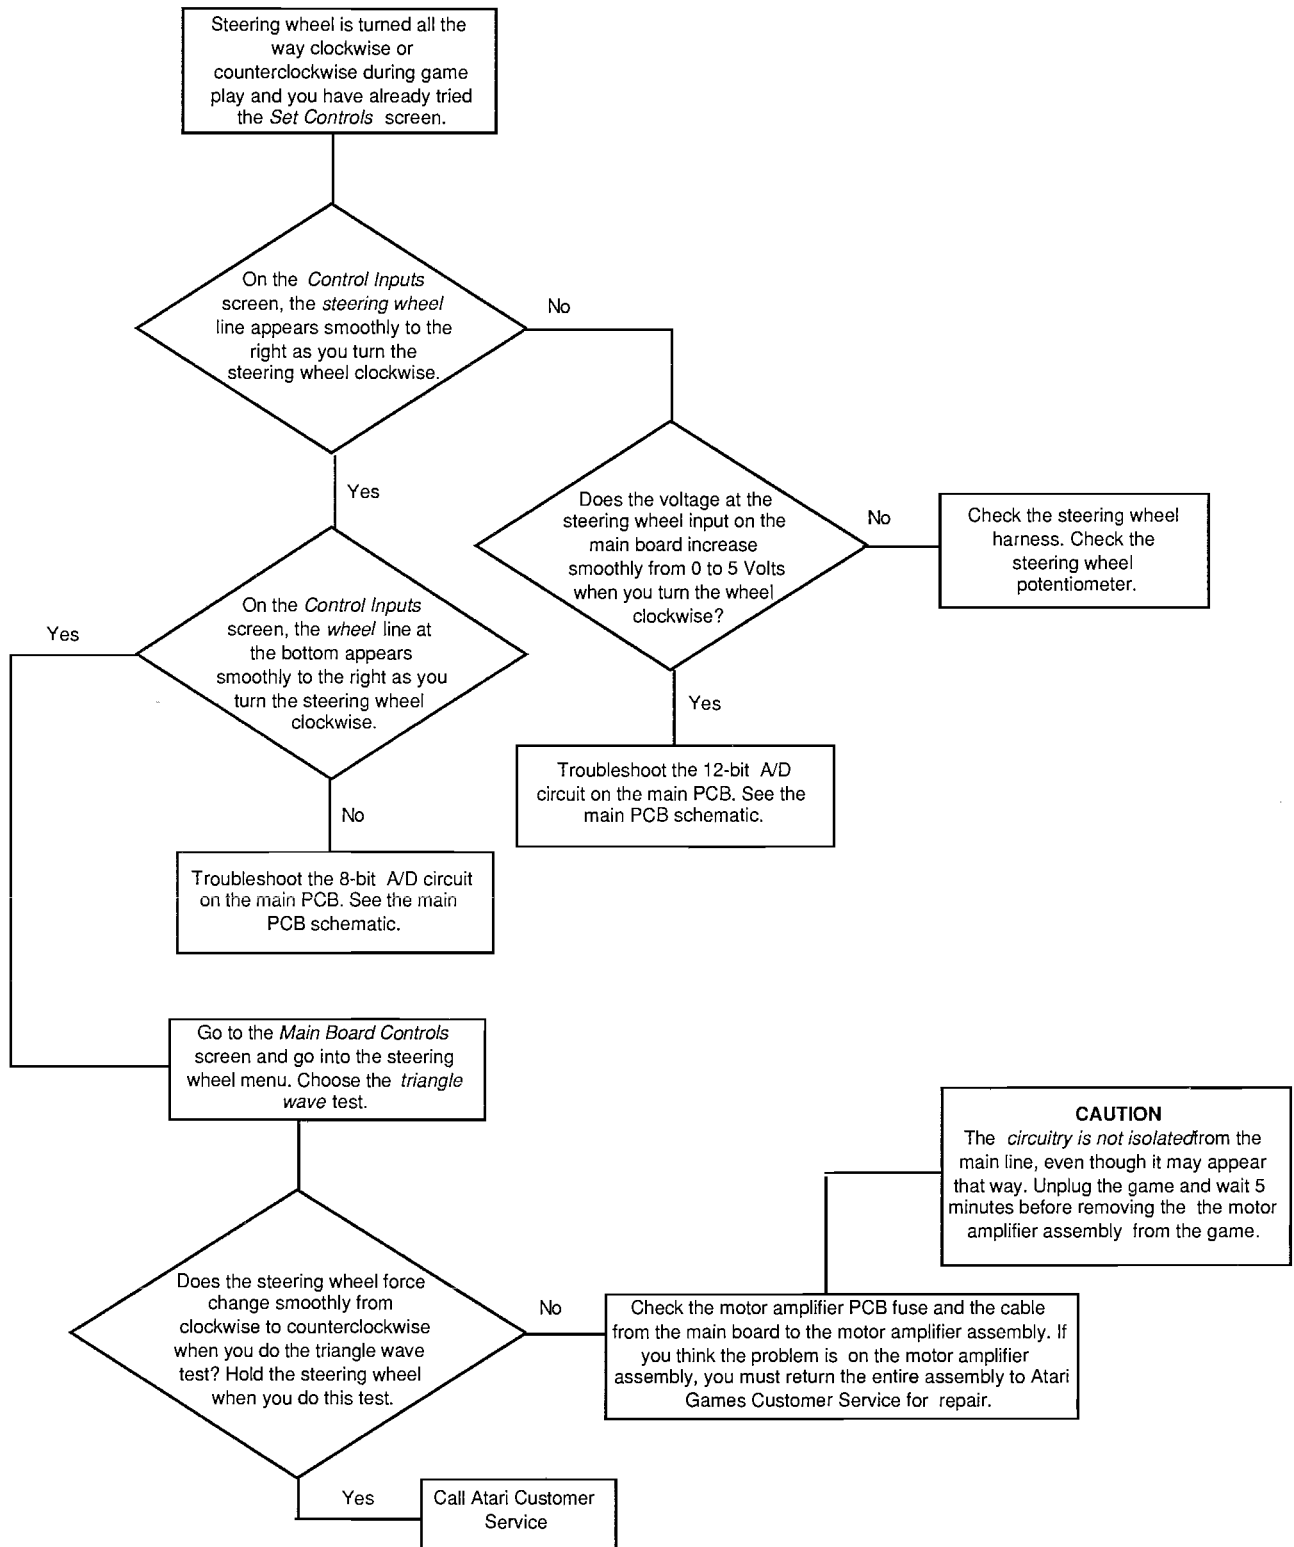 Steering wheel is turned all the
way clockwise or
counterclockwise during game
play and you have already tried
the Set Controls screen.
On the Control Inputs
screen, the steering wheel
line appears smoothly to the
right as you turn the
steering wheel clockwise.
No
Yes
Does the voltage at the
steering wheel input on the
main board increase
smoothly from 0 to 5 Volts
when you turn the wheel
clockwise?
No
Check the steering wheel
harness. Check the
steering wheel
potentiometer.
Yes
Troubleshoot the 12-bit A/D
circuit on the main PCB. See the
main PCB schematic.
On the Control Inputs
screen, the wheel line at
the bottom appears
smoothly to the right as you
turn the steering wheel
clockwise.
Yes
No
Troubleshoot the 8-bit A/D circuit
on the main PCB. See the main
PCB schematic.
Go to the Main Board Controls
screen and go into the steering
wheel menu. Choose the triangle
wave test.
Does the steering wheel force
change smoothly from
clockwise to counterclockwise
when you do the triangle wave
test? Hold the steering wheel
when you do this test.
No
Check the motor amplifier PCB fuse and the cable
from the main board to the motor amplifier assembly. If
you think the problem is on the motor amplifier
assembly, you must return the entire assembly to Atari
Games Customer Service for repair.
CAUTION
The circuitry is not isolatedfrom the
main line, even though it may appear
that way. Unplug the game and wait 5
minutes before removing the the motor
amplifier assembly from the game.
Yes
Call Atari Customer
Service